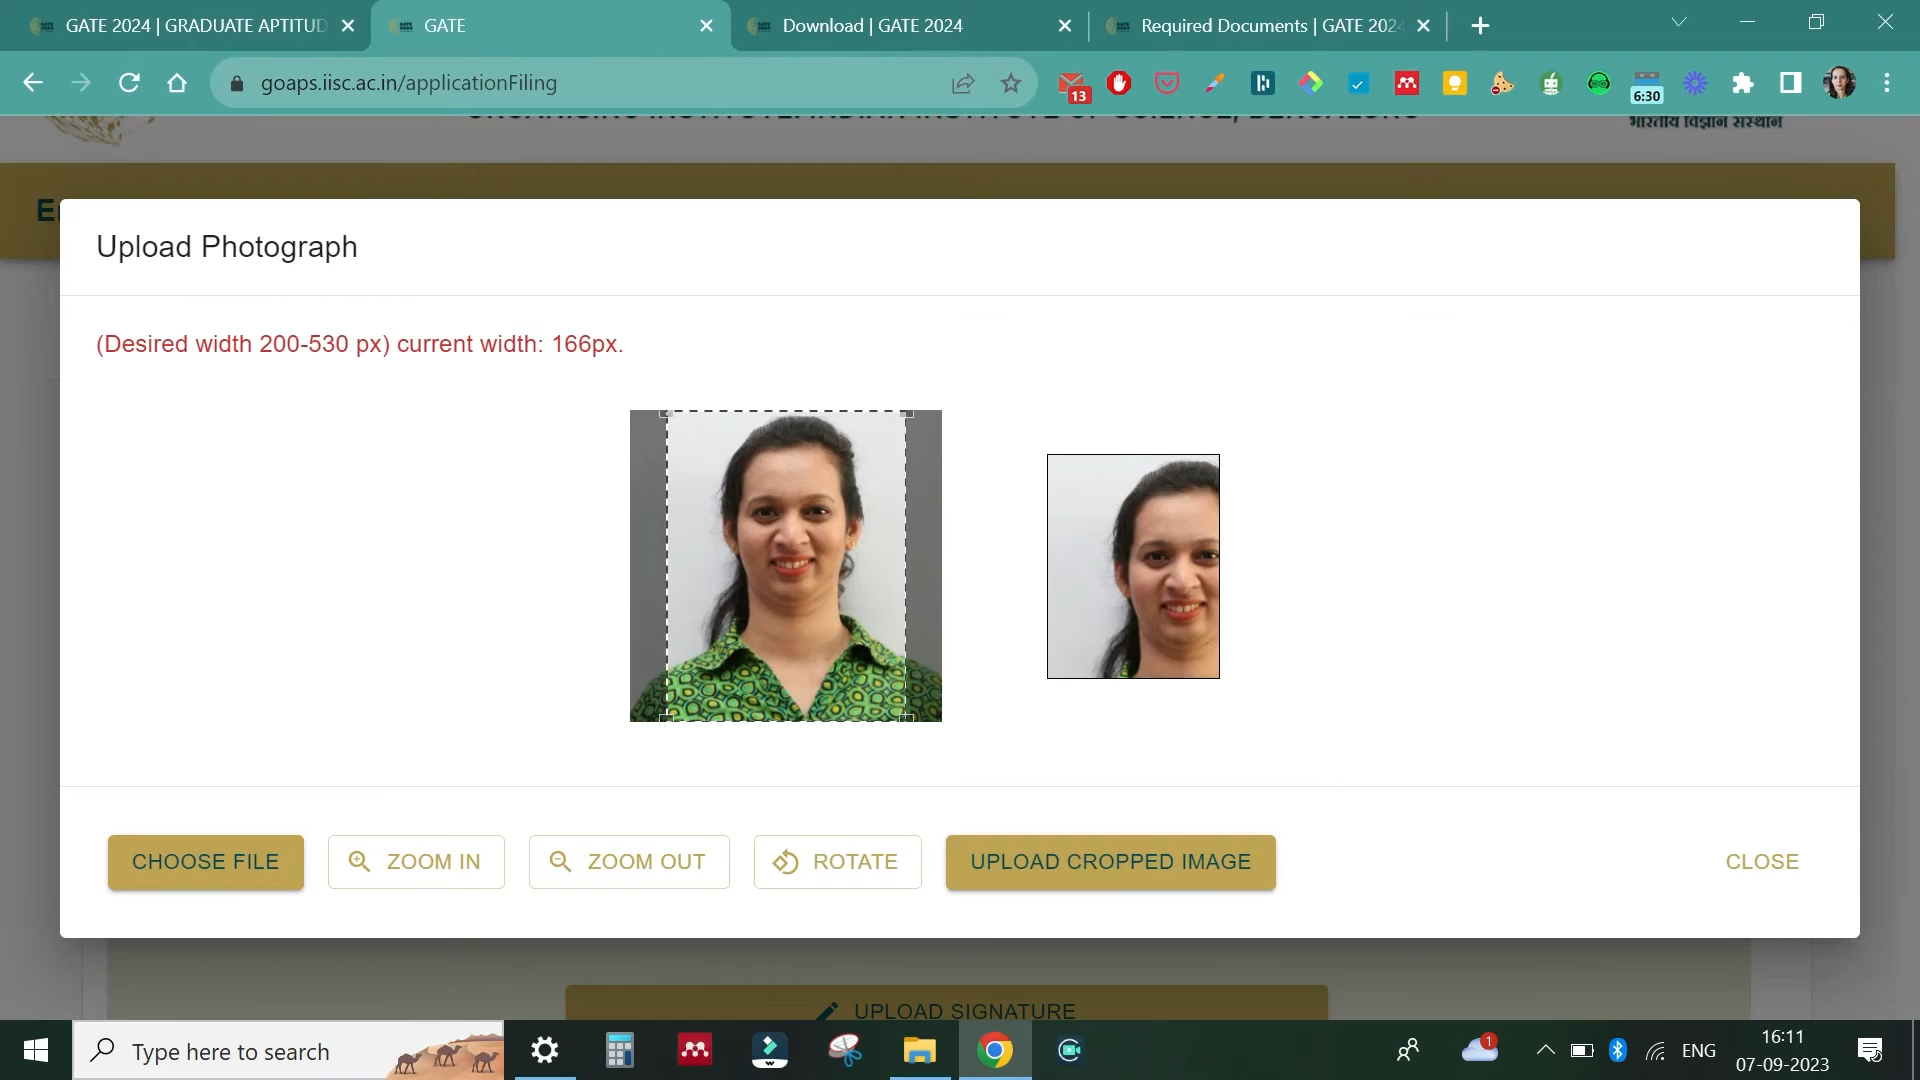 GATE 2024 | GRADUATE APTITUD
GATE
Download | GATE 2024
Required Documents | GATE 202
goaps.iisc.ac.in/applicationFiling
13
6:30
भारतीय विज्ञान संस्थान
Upload Photograph
(Desired width 200-530 px) current width: 166px.
CHOOSE FILE
ZOOM IN
ZOOM OUT
ROTATE
UPLOAD CROPPED IMAGE
CLOSE
UPLOAD SIGNATURE
Type here to search
1
ENG
16:11
07-09-2023